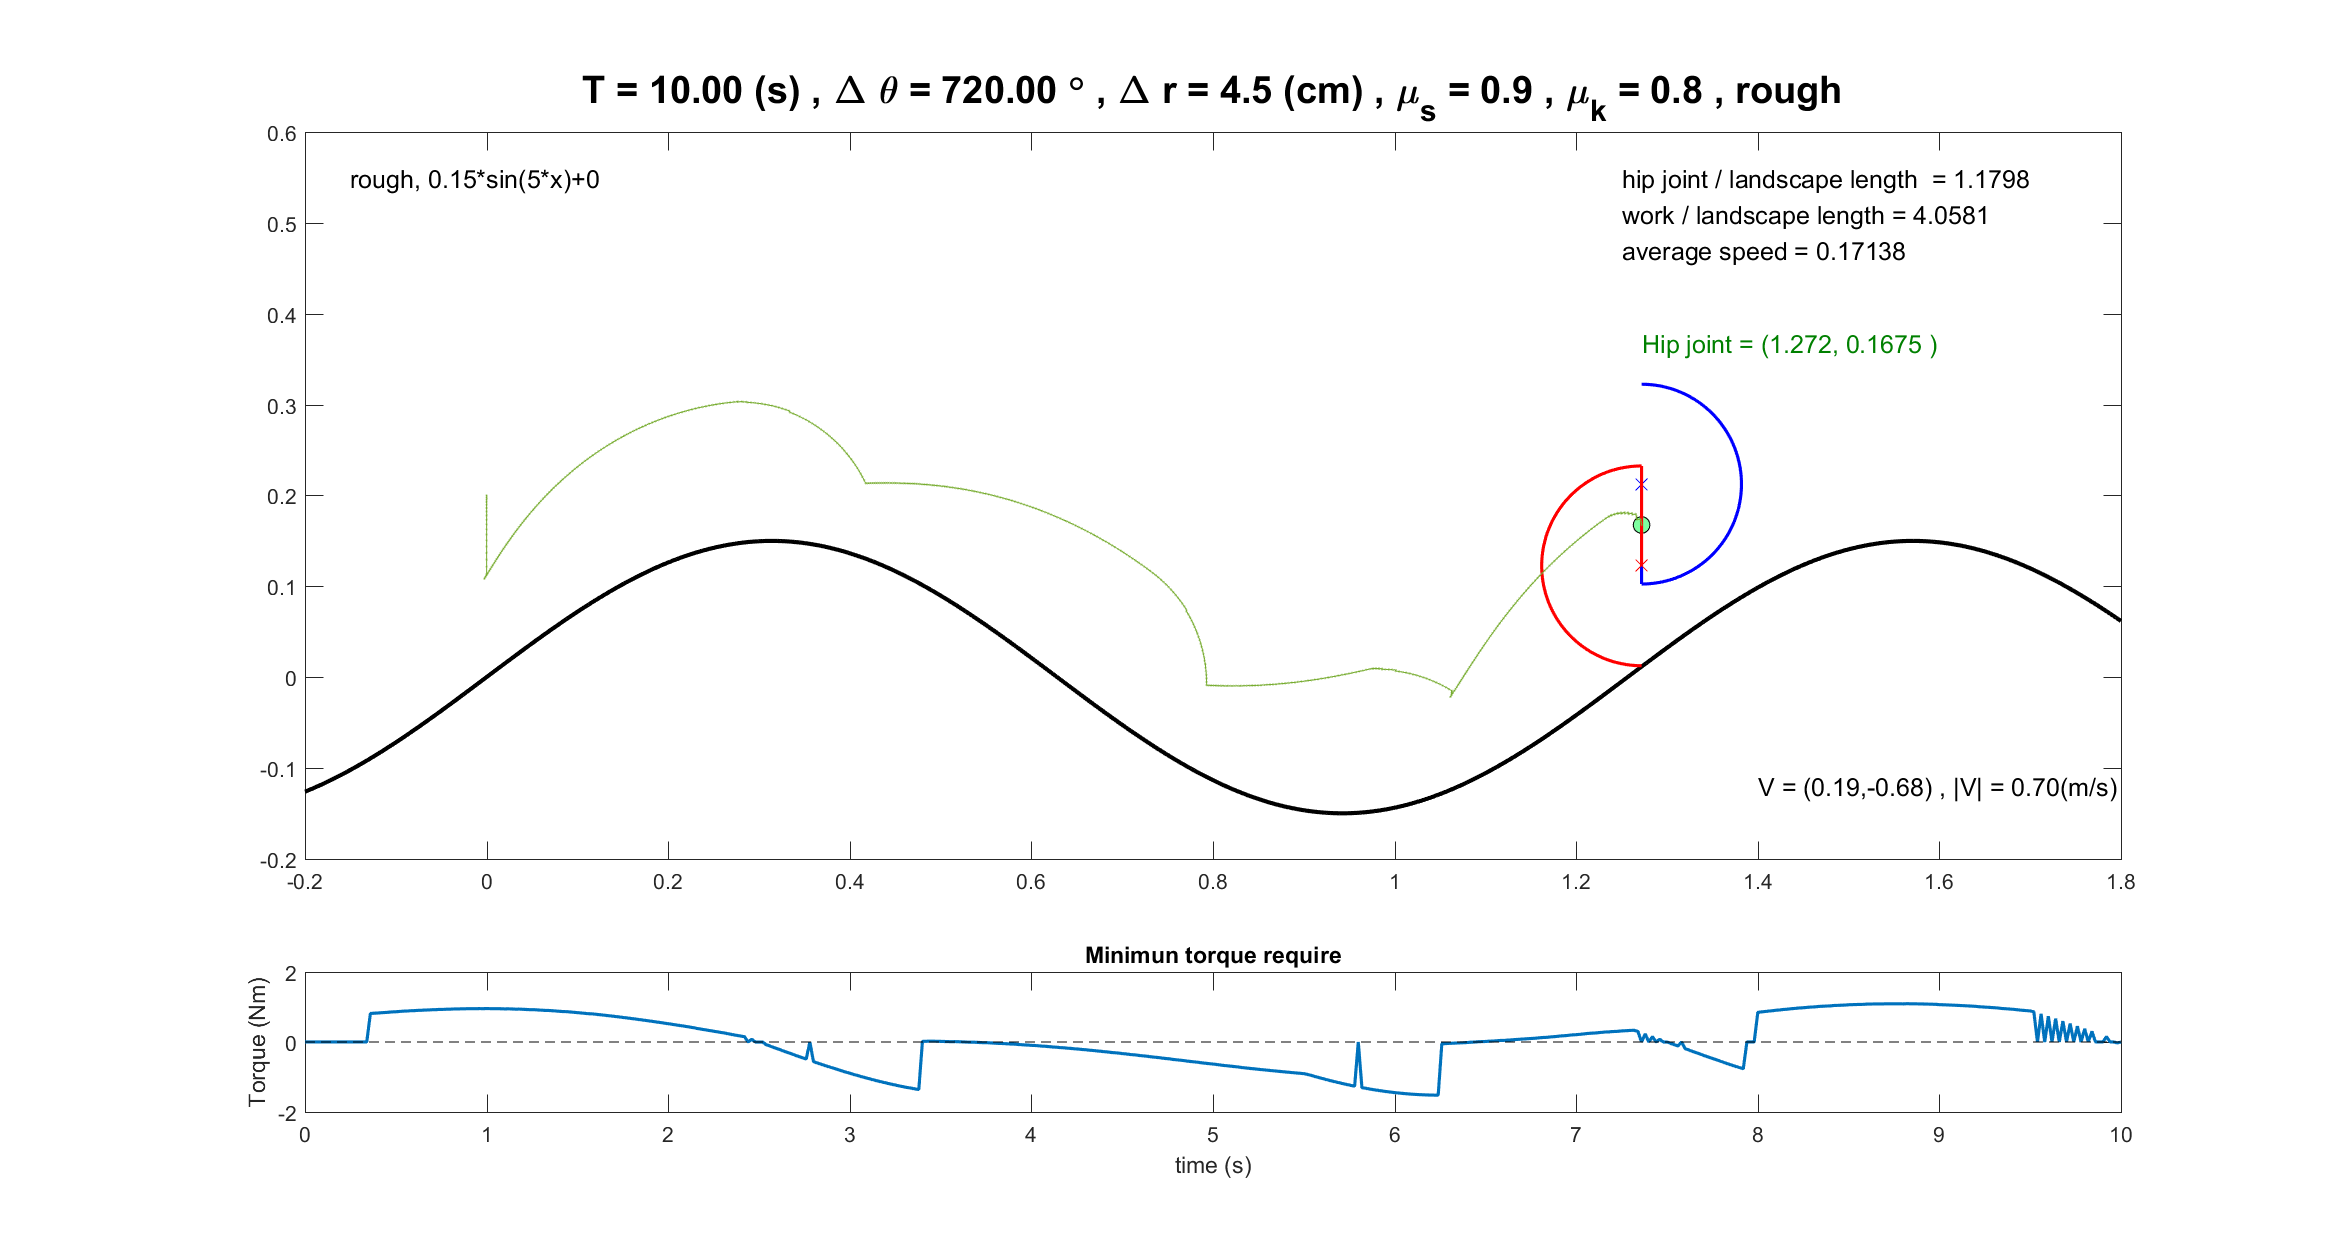 T = 10.00 (s) , Δ θ = 720.00 ° , Δ r = 4.5 (cm) , μs = 0.9 , μk = 0.8 , rough
0.6
0.5
0.4
0.3
0.2
0.1
0
-0.1
-0.2
rough, 0.15*sin(5*x)+0
hip joint / landscape length = 1.1798
work / landscape length = 4.0581
average speed = 0.17138
Hip joint = (1.272, 0.1675 )
V = (0.19,-0.68) , |V| = 0.70(m/s)
-0.2 0 0.2 0.4 0.6 0.8 1 1.2 1.4 1.6 1.8
Minimun torque require
Torque (Nm)
2
0
-2
0 1 2 3 4 5 6 7 8 9 10
time (s)